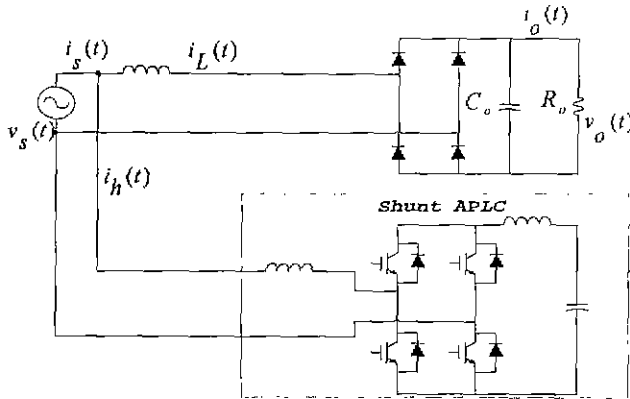 i_o(t)
i_s(t)
i_L(t)
C_o
R_o
v_o(t)
v_s(t)
i_h(t)
Shunt APLC